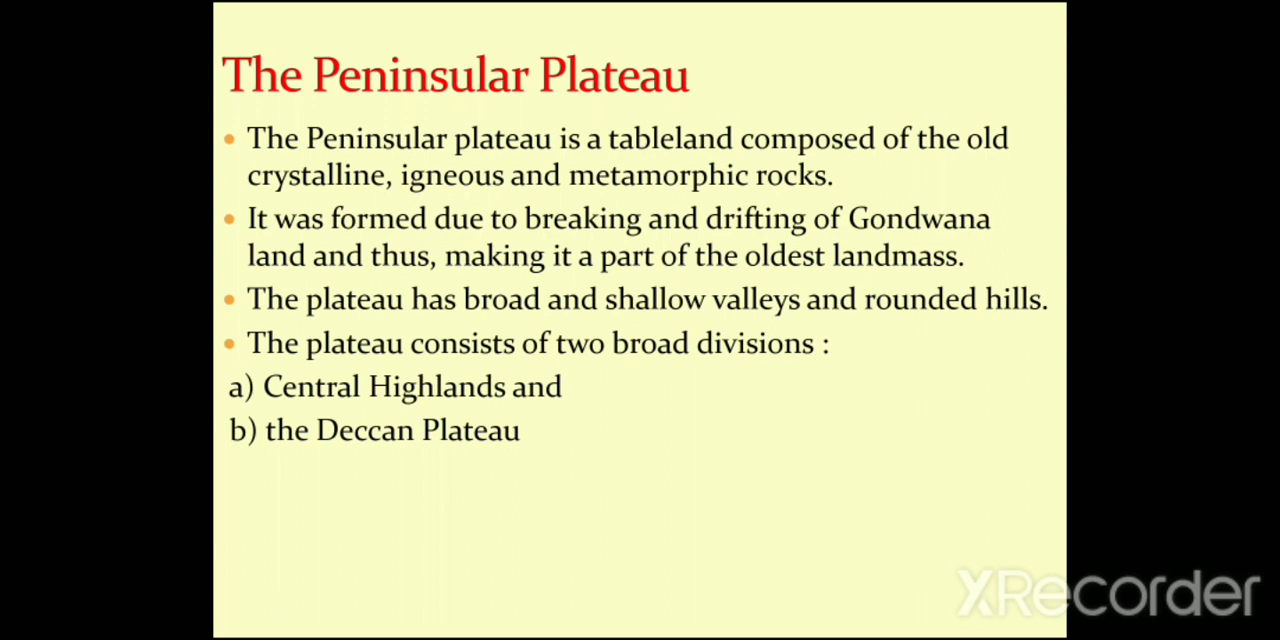 The Peninsular Plateau
• The Peninsular plateau is a tableland composed of the old
crystalline, igneous and metamorphic rocks.
• It was formed due to breaking and drifting of Gondwana
land and thus, making it a part of the oldest landmass.
• The plateau has broad and shallow valleys and rounded hills.
• The plateau consists of two broad divisions :
a) Central Highlands and
b) the Deccan Plateau
XRecorder